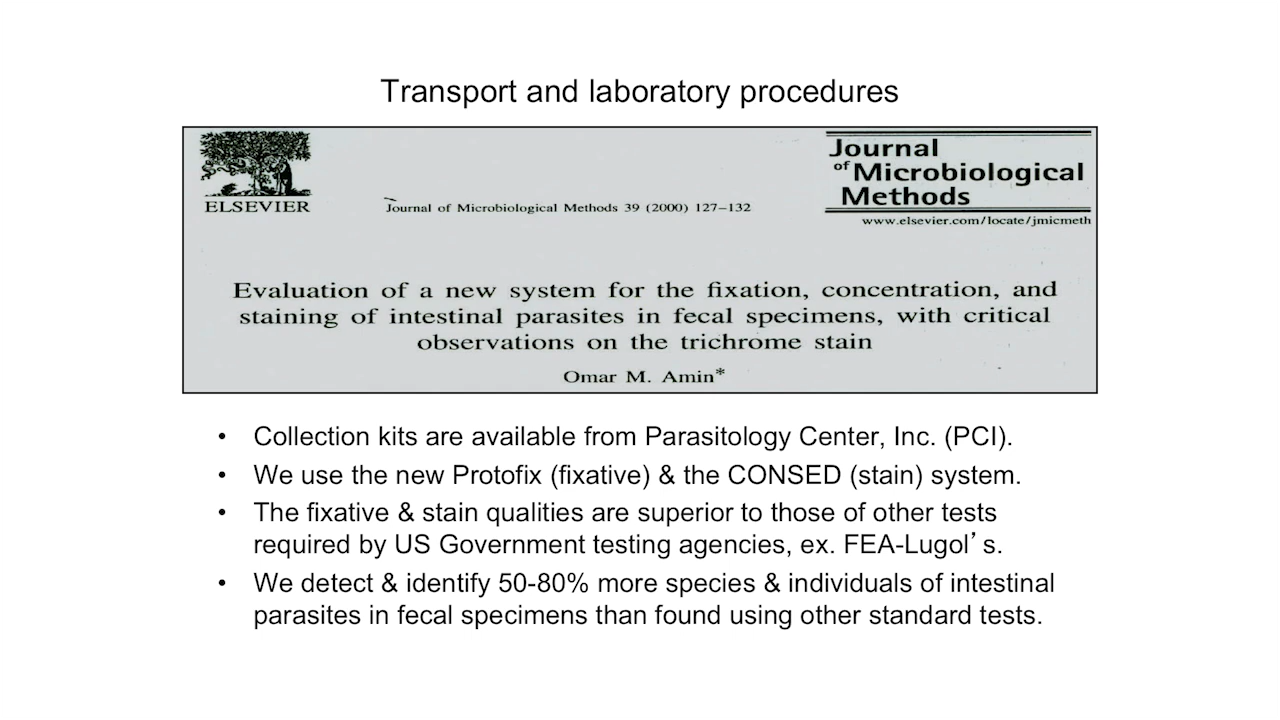 Transport and laboratory procedures
ELSEVIER
Journal of Microbiological Methods 39 (2000) 127–132
Journal
of Microbiological
Methods
www.elsevier.com/locate/jmicmeth
Evaluation of a new system for the fixation, concentration, and
staining of intestinal parasites in fecal specimens, with critical
observations on the trichrome stain
Omar M. Amin*
• Collection kits are available from Parasitology Center, Inc. (PCI).
• We use the new Protofix (fixative) & the CONSED (stain) system.
• The fixative & stain qualities are superior to those of other tests
required by US Government testing agencies, ex. FEA-Lugol’s.
• We detect & identify 50-80% more species & individuals of intestinal
parasites in fecal specimens than found using other standard tests.